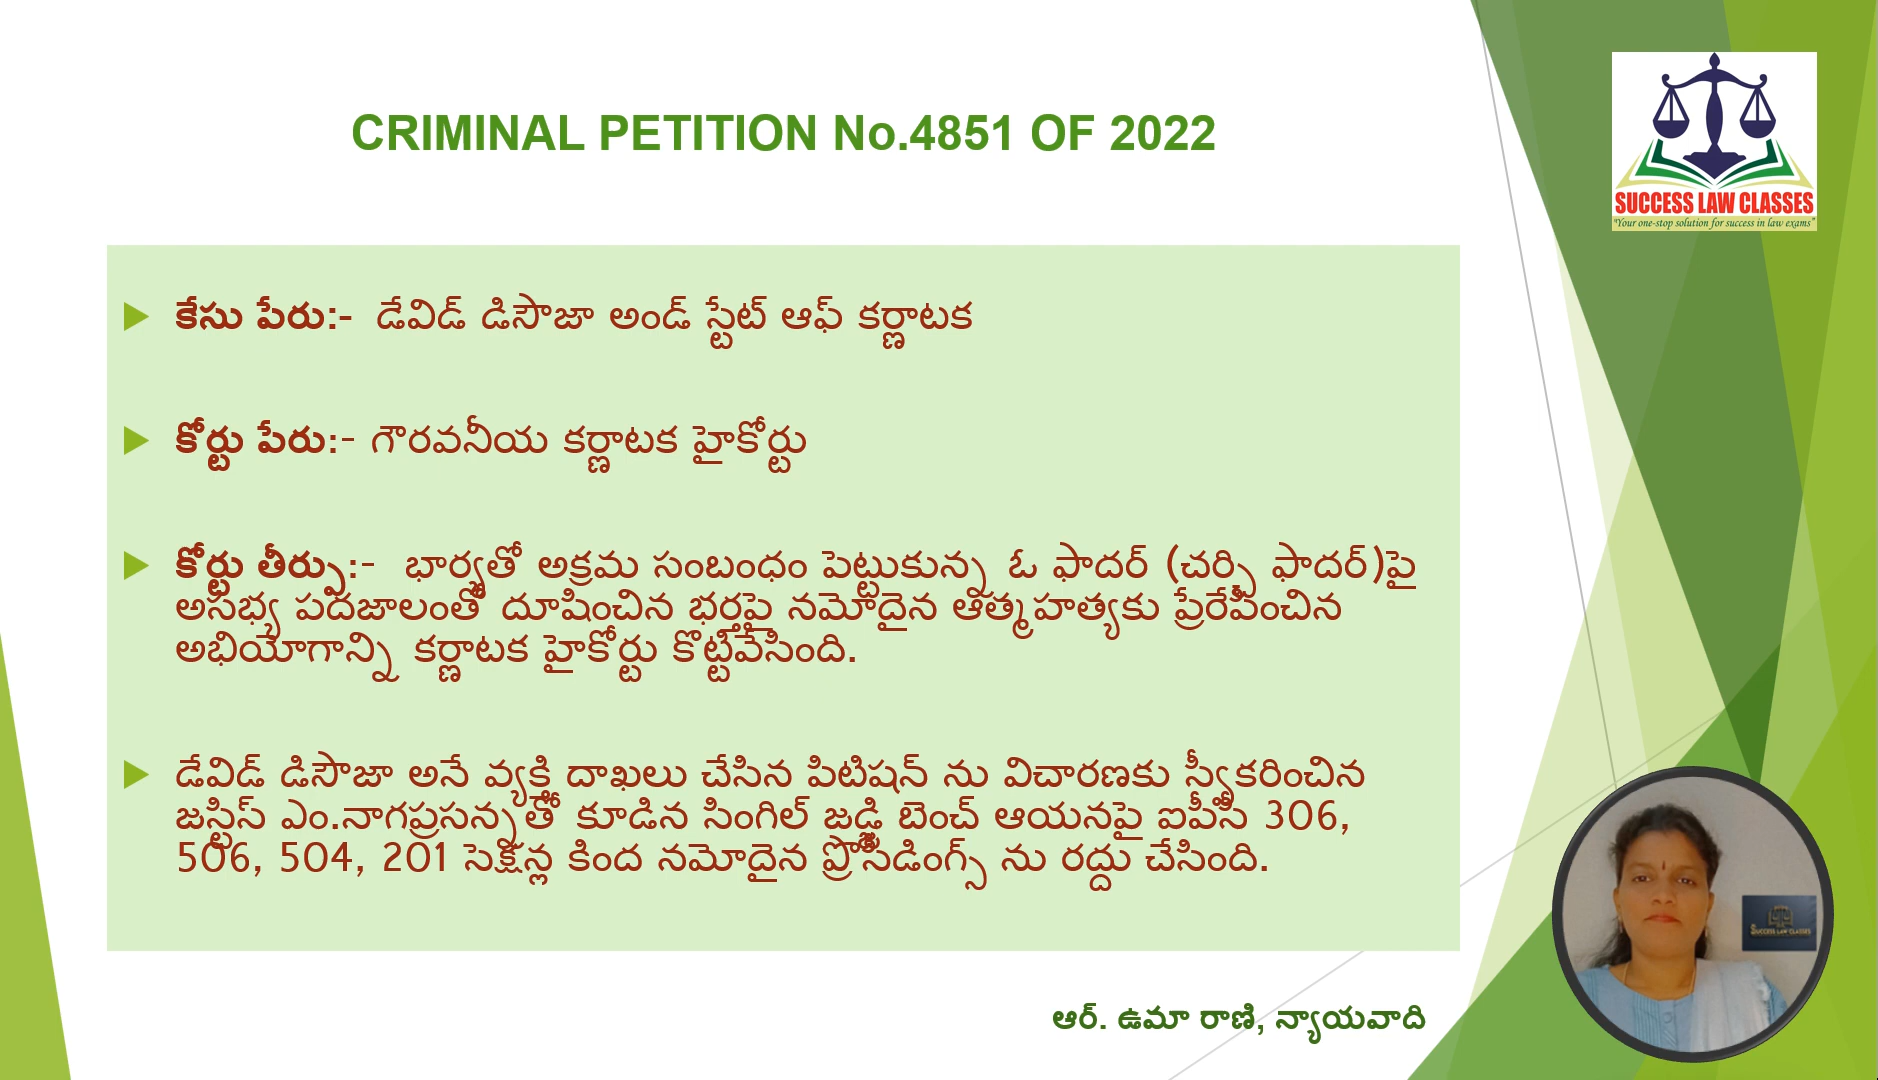 CRIMINAL PETITION No.4851 OF 2022
SUCCESS LAW CLASSES
"Your one-stop solution for success in law exams"
కేసు పేరు:- డేవిడ్ డిసౌజా అండ్ స్టేట్ ఆఫ్ కర్ణాటక
కోర్టు పేరు:- గౌరవనీయ కర్ణాటక హైకోర్టు
కోర్టు తీర్పు:- భార్యతో అక్రమ సంబంధం పెట్టుకున్న ఓ ఫాదర్ (చర్చి ఫాదర్)పై
అసభ్య పదజాలంతో దూషించిన భర్తపై నమోదైన ఆత్మహత్యకు ప్రేరేపించిన
అభియోగాన్ని కర్ణాటక హైకోర్టు కొట్టివేసింది.
డేవిడ్ డిసౌజా అనే వ్యక్తి దాఖలు చేసిన పిటిషన్ ను విచారణకు స్వీకరించిన
జస్టిస్ ఎం.నాగప్రసన్నతో కూడిన సింగిల్ జడ్జి బెంచ్ ఆయనపై ఐపీసీ 306,
506, 504, 201 సెక్షన్ల కింద నమోదైన ప్రొసీడింగ్స్ ను రద్దు చేసింది.
SUCCESS LAW CLASSES
ఆర్. ఉమా రాణి, న్యాయవాది